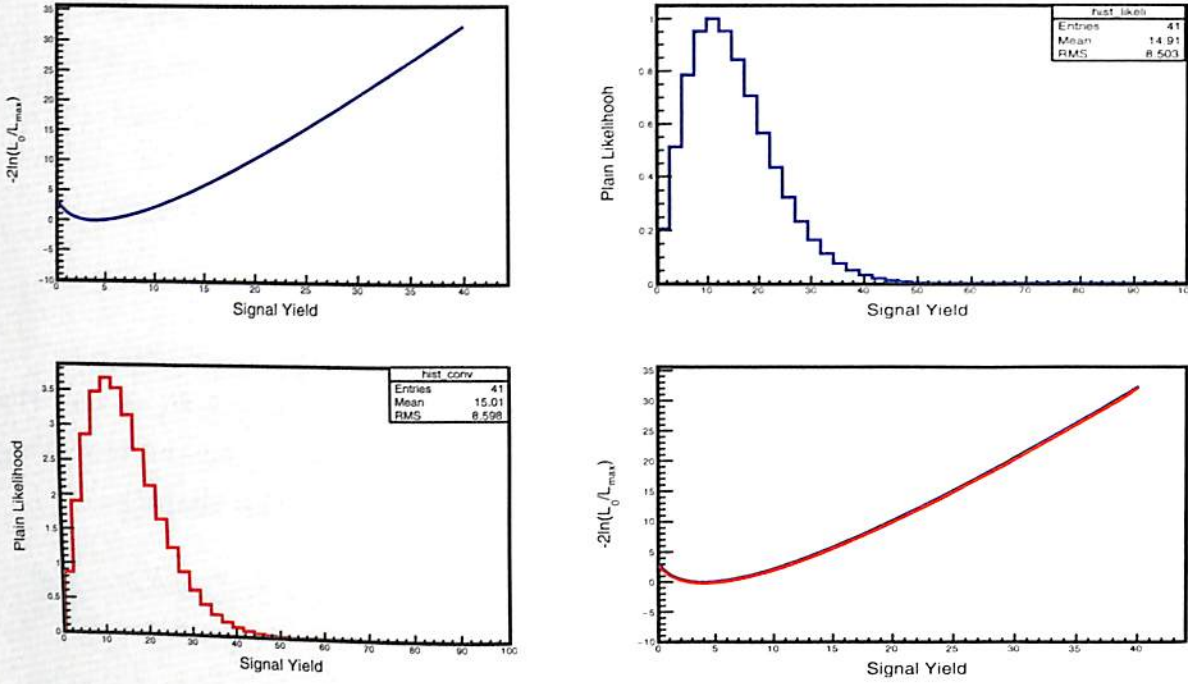 35
30
25
20
15
10
5
0
−5
−10
-2ln(L₀/Lmax)
0 5 10 15 20 25 30 35 40
Signal Yield
hist_likeli
Entries 41
Mean 14.91
RMS 8.503
1
0.8
0.6
0.4
0.2
0
Plain Likelihooh
0 10 20 30 40 50 60 70 80 90 100
Signal Yield
hist_conv
Entries 41
Mean 15.01
RMS 8.598
3.5
3
2.5
2
1.5
1
0.5
0
Plain Likelihood
0 10 20 30 40 50 60 70 80 90 100
Signal Yield
35
30
25
20
15
10
5
0
−5
−10
-2ln(L₀/Lmax)
0 5 10 15 20 25 30 35 40
Signal Yield